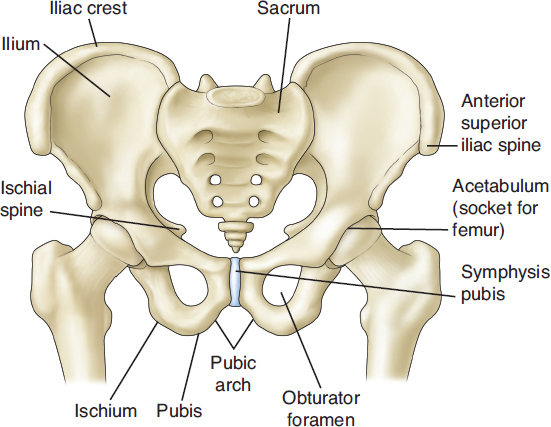 Iliac crest
Sacrum
Ilium
Anterior
superior
iliac spine
Ischial
spine
Acetabulum
(socket for
femur)
Symphysis
pubis
Pubic
arch
Ischium
Pubis
Obturator
foramen